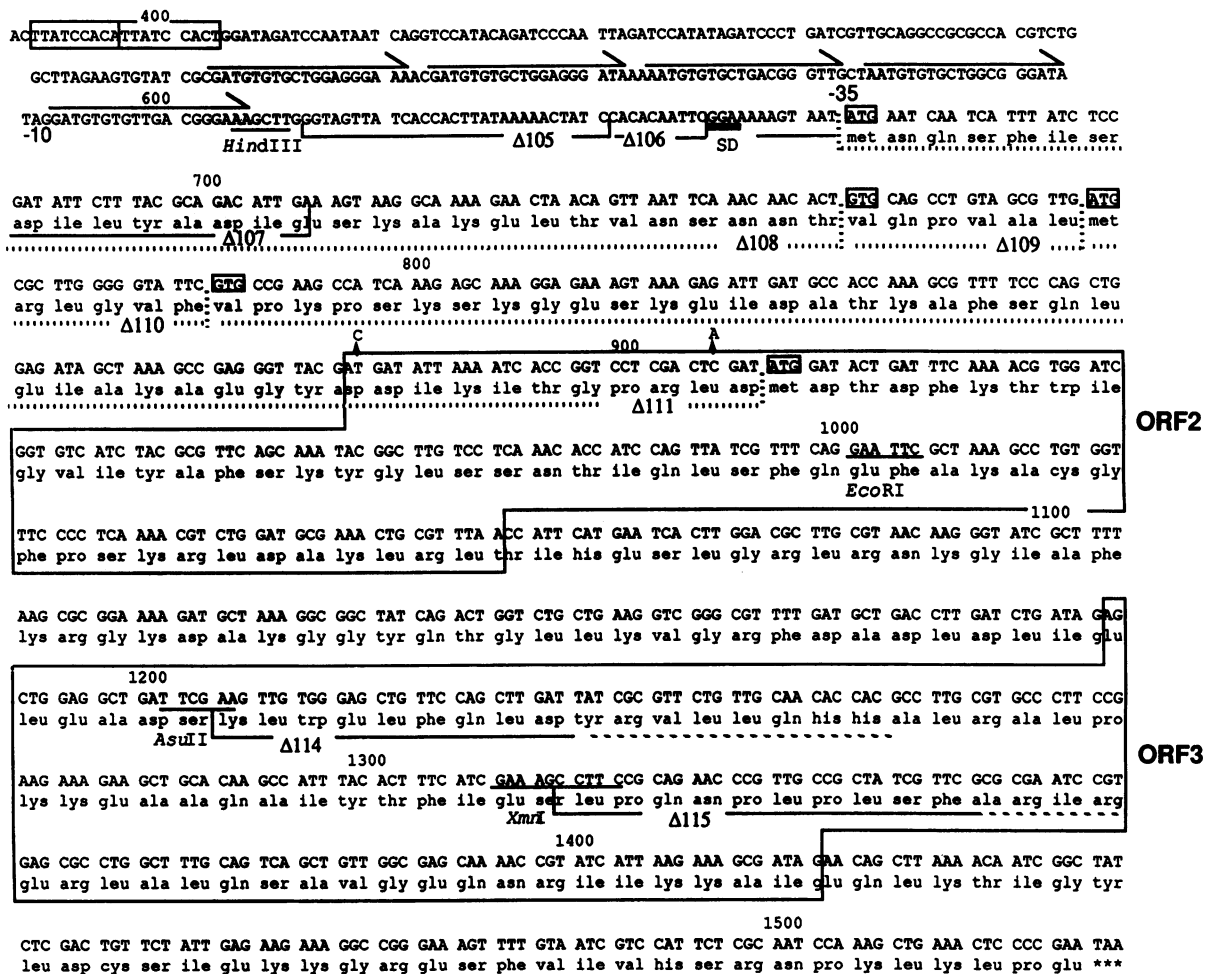 400
ACTTATCCACATTATC CACTGGATAGATCCAATAAT CAGGTCCATACAGATCCCAA TTAGATCCATATAGATCCCT GATCGTTGCAGGCCGCGCCA CGTCTG
GCTTAGAAGTGTAT CGCGATGTGTGCTGGAGGGA AAACGATGTGTGCTGGAGGG ATAAAAATGTGTGCTGACGG GTTGCTAATGTGTGCTGGCG GGATA
600 -35
TAGGATGTGTGTTGA CGGGAAAGCTTGGGTAGTTA TCACCACTTATAAAAACTATC CACACAATTCGGAAAAAGT AAT ATG AAT CAA TCA TTT ATC TCC
-10 HindIII Δ105 Δ106 SD met asn gln ser phe ile ser
700
GAT ATT CTT TAC GCA GAC ATT GAA AGT AAG GCA AAA GAA CTA ACA GTT AAT TCA AAC AAC ACT GTG CAG CCT GTA GCG TTG ATG
asp ile leu tyr ala asp ile glu ser lys ala lys glu leu thr val asn ser asn asn thr val gln pro val ala leu met
Δ107 Δ108 Δ109
800
CGC TTG GGG GTA TTC GTG CCG AAG CCA TCA AAG AGC AAA GGA GAA AGT AAA GAG ATT GAT GCC ACC AAA GCG TTT TCC CAG CTG
arg leu gly val phe val pro lys pro ser lys ser lys gly glu ser lys glu ile asp ala thr lys ala phe ser gln leu
Δ110
C 900 A
GAG ATA GCT AAA GCC GAG GGT TAC GAT GAT ATT AAA ATC ACC GGT CCT CGA CTC GAT ATG GAT ACT GAT TTC AAA ACG TGG ATC
glu ile ala lys ala glu gly tyr asp asp ile lys ile thr gly pro arg leu asp met asp thr asp phe lys thr trp ile
Δ111
ORF2
1000
GGT GTC ATC TAC GCG TTC AGC AAA TAC GGC TTG TCC TCA AAC ACC ATC CAG TTA TCG TTT CAG GAA TTC GCT AAA GCC TGT GGT
gly val ile tyr ala phe ser lys tyr gly leu ser ser asn thr ile gln leu ser phe gln glu phe ala lys ala cys gly
EcoRI
1100
TTC CCC TCA AAA CGT CTG GAT GCG AAA CTG CGT TTA ACC ATT CAT GAA TCA CTT GGA CGC TTG CGT AAC AAG GGT ATC GCT TTT
phe pro ser lys arg leu asp ala lys leu arg leu thr ile his glu ser leu gly arg leu arg asn lys gly ile ala phe
AAG CGC GGA AAA GAT GCT AAA GGC GGC TAT CAG ACT GGT CTG CTG AAG GTC GGG CGT TTT GAT GCT GAC CTT GAT CTG ATA GAG
lys arg gly lys asp ala lys gly gly tyr gln thr gly leu leu lys val gly arg phe asp ala asp leu asp leu ile glu
1200
CTG GAG GCT GAT TCG AAG TTG TGG GAG CTG TTC CAG CTT GAT TAT CGC GTT CTG TTG CAA CAC CAC GCC TTG CGT GCC CTT CCG
leu glu ala asp ser lys leu trp glu leu phe gln leu asp tyr arg val leu leu gln his his ala leu arg ala leu pro
AsuII Δ114
ORF3
1300
AAG AAA GAA GCT GCA CAA GCC ATT TAC ACT TTC ATC GAA AGC CTT CCG CAG AAC CCG TTG CCG CTA TCG TTC GCG CGA ATC CGT
lys lys glu ala ala gln ala ile tyr thr phe ile glu ser leu pro gln asn pro leu pro leu ser phe ala arg ile arg
XmnI Δ115
1400
GAG CGC CTG GCT TTG CAG TCA GCT GTT GGC GAG CAA AAC CGT ATC ATT AAG AAA GCG ATA GAA CAG CTT AAA ACA ATC GGC TAT
glu arg leu ala leu gln ser ala val gly glu gln asn arg ile ile lys lys ala ile glu gln leu lys thr ile gly tyr
1500
CTC GAC TGT TCT ATT GAG AAG AAA GGC CGG GAA AGT TTT GTA ATC GTC CAT TCT CGC AAT CCA AAG CTG AAA CTC CCC GAA TAA
leu asp cys ser ile glu lys lys gly arg glu ser phe val ile val his ser arg asn pro lys leu lys leu pro glu ***